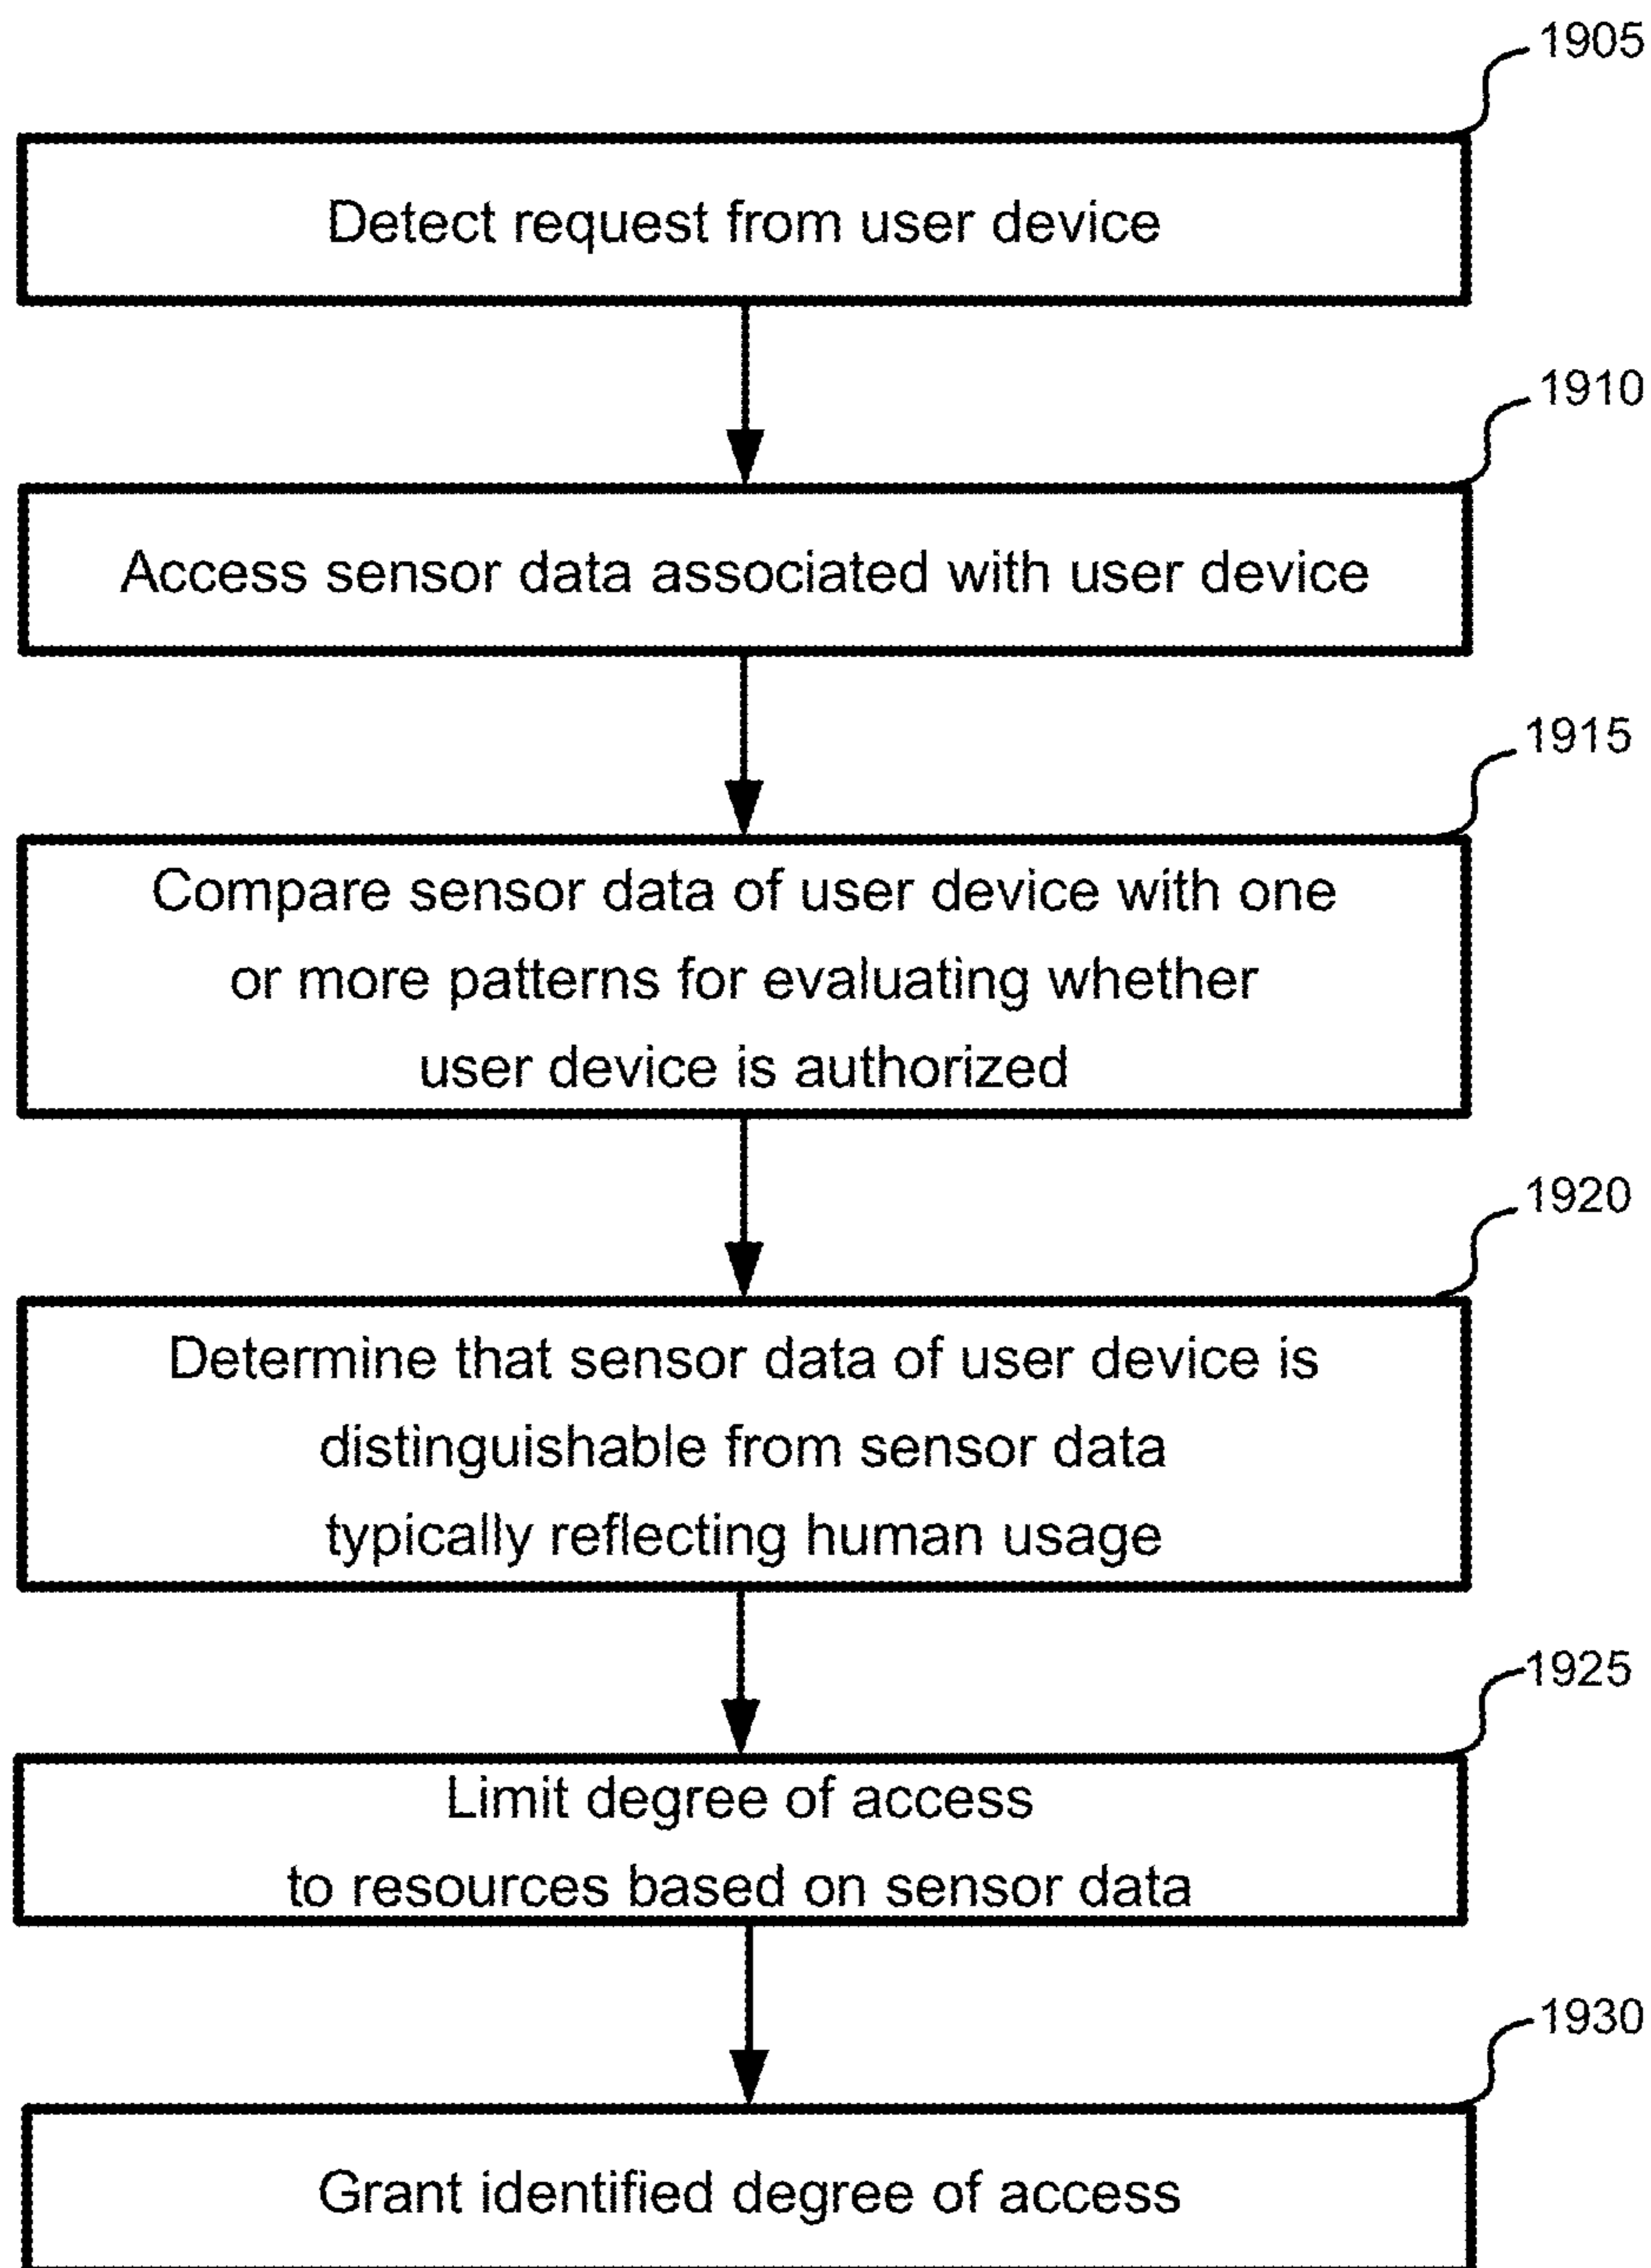 1905
Detect request from user device
1910
Access sensor data associated with user device
1915
Compare sensor data of user device with one
or more patterns for evaluating whether
user device is authorized
1920
Determine that sensor data of user device is
distinguishable from sensor data
typically reflecting human usage
1925
Limit degree of access
to resources based on sensor data
1930
Grant identified degree of access